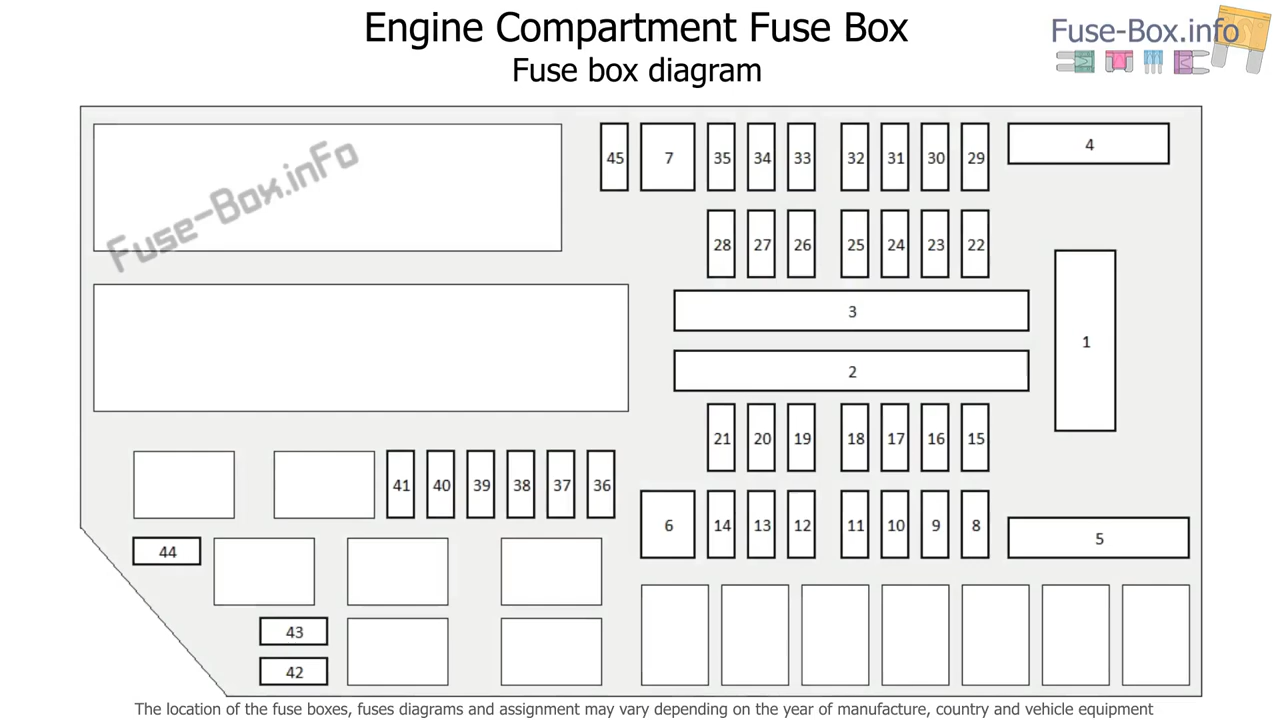 Engine Compartment Fuse Box
Fuse box diagram
Fuse-Box.info
Fuse-Box.inFo
45 7 35 34 33 32 31 30 29 4
28 27 26 25 24 23 22
3
1
2
21 20 19 18 17 16 15
41 40 39 38 37 36
6 14 13 12 11 10 9 8 5
44
43
42
The location of the fuse boxes, fuses diagrams and assignment may vary depending on the year of manufacture, country and vehicle equipment